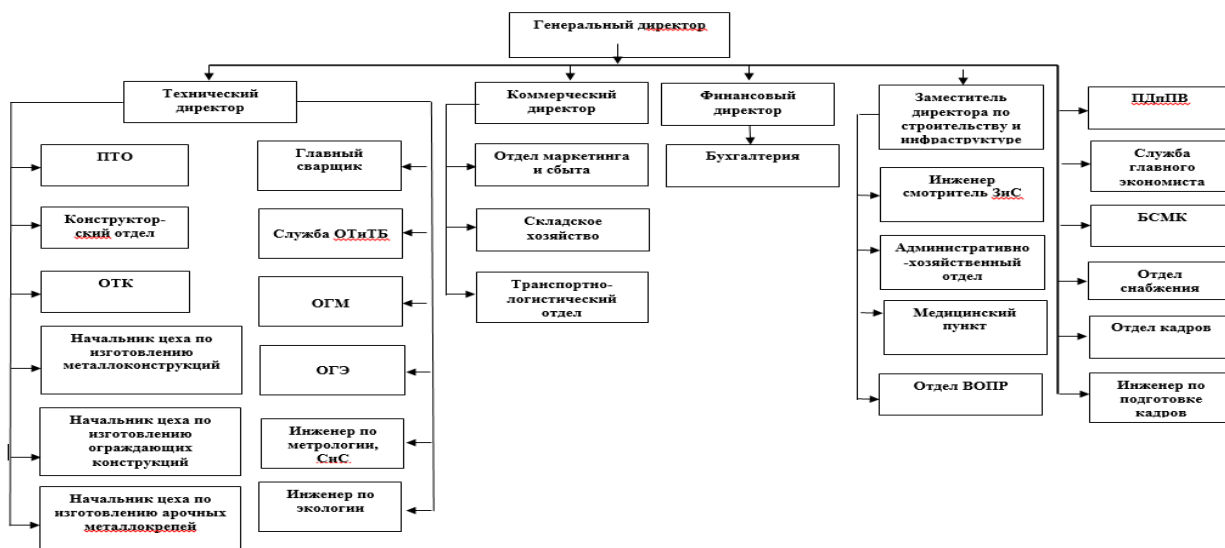 Генеральный директор
Технический
директор
Коммерческий
директор
Финансовый
директор
Заместитель
директора по
строительству и
инфраструктуре
ПДпПВ
ПТО
Конструктор-
ский отдел
ОТК
Начальник цеха по
изготовлению
металлоконструкций
Начальник цеха по
изготовлению
ограждающих
конструкций
Начальник цеха по
изготовлению арочных
металлокрепей
Главный
сварщик
Служба ОТиТБ
ОГМ
ОГЭ
Инженер по
метрологии,
СиС
Инженер по
экологии
Отдел маркетинга
и сбыта
Складское
хозяйство
Транспортно-
логистический
отдел
Бухгалтерия
Инженер
смотритель ЗиС
Административно
-хозяйственный
отдел
Медицинский
пункт
Отдел ВОПР
Служба
главного
экономиста
БСМК
Отдел
снабжения
Отдел кадров
Инженер по
подготовке
кадров